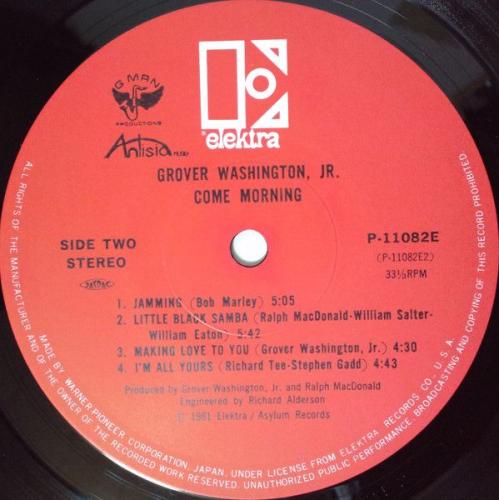 G MAN
PRODUCTIONS
Antisia MUSIC
elektra
GROVER WASHINGTON, JR.
COME MORNING
SIDE TWO
STEREO
P-11082E
(P-11082E2)
33⅓RPM
1. JAMMING (Bob Marley) 5:05
2. LITTLE BLACK SAMBA (Ralph MacDonald-William Salter-
William Eaton) 5:42
3. MAKING LOVE TO YOU (Grover Washington, Jr.) 4:30
4. I'M ALL YOURS (Richard Tee-Stephen Gadd) 4:43
Produced by Grover Washington, Jr. and Ralph MacDonald
Engineered by Richard Alderson
Ⓟ 1981 Elektra / Asylum Records
MADE BY WARNER-PIONEER CORPORATION, JAPAN, UNDER LICENSE FROM ELEKTRA RECORDS CO., U.S.A.
ALL RIGHTS OF THE MANUFACTURER AND OF THE OWNER OF THE RECORDED WORK RESERVED. UNAUTHORIZED PUBLIC PERFORMANCE, BROADCASTING AND COPYING OF THIS RECORD PROHIBITED.